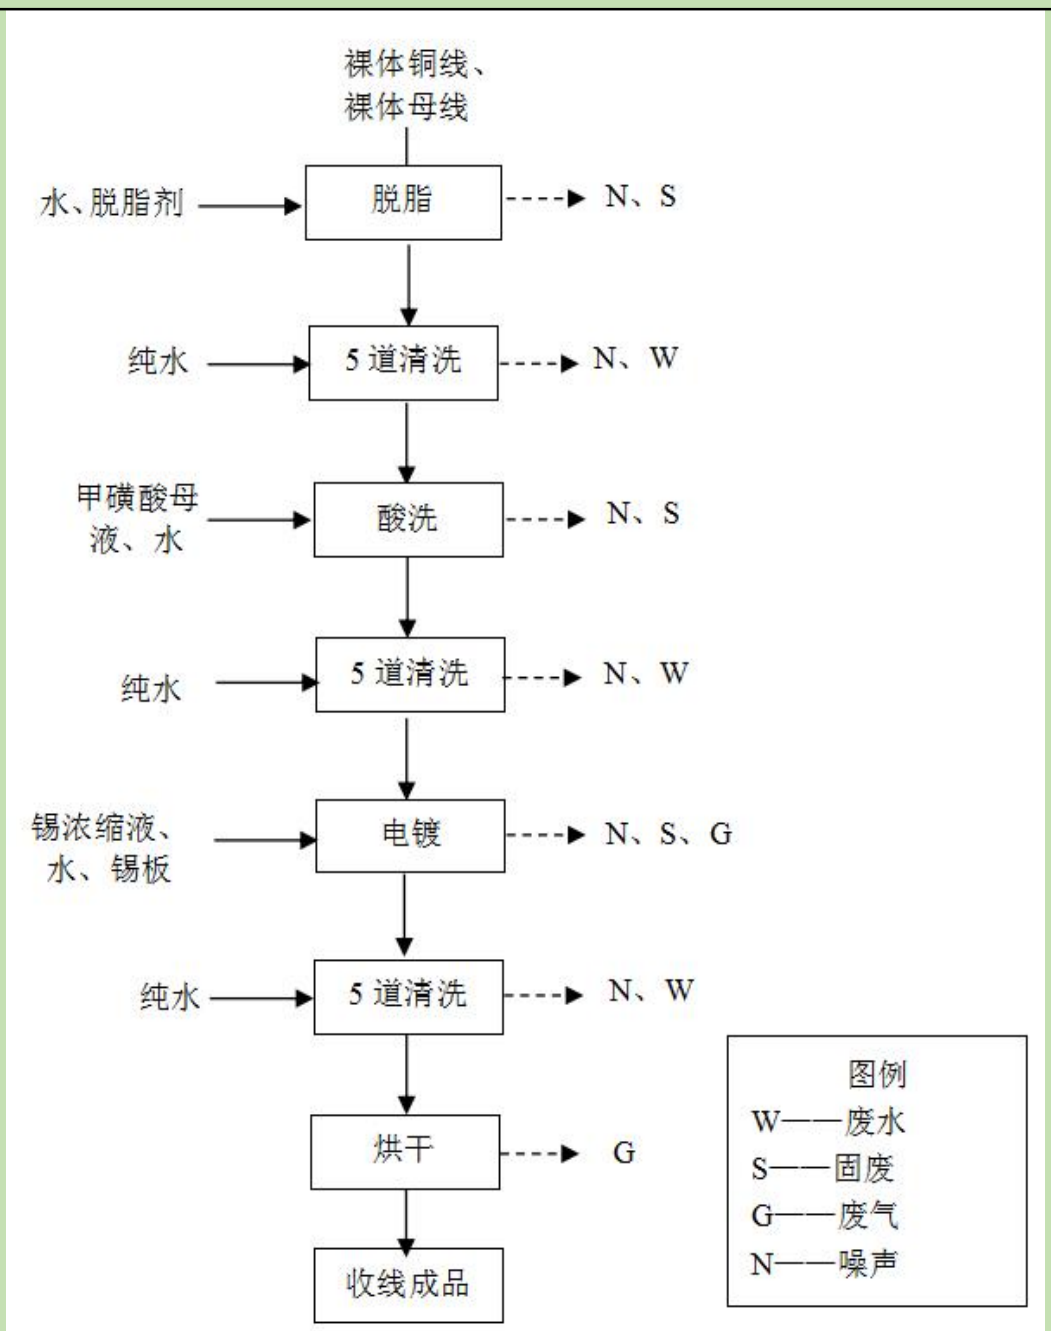 裸体铜线、
裸体母线
水、脱脂剂
脱脂
N、S
纯水
5道清洗
N、W
甲磺酸母
液、水
酸洗
N、S
纯水
5道清洗
N、W
锡浓缩液、
水、锡板
电镀
N、S、G
纯水
5道清洗
N、W
烘干
G
收线成品
图例
W——废水
S——固废
G——废气
N——噪声